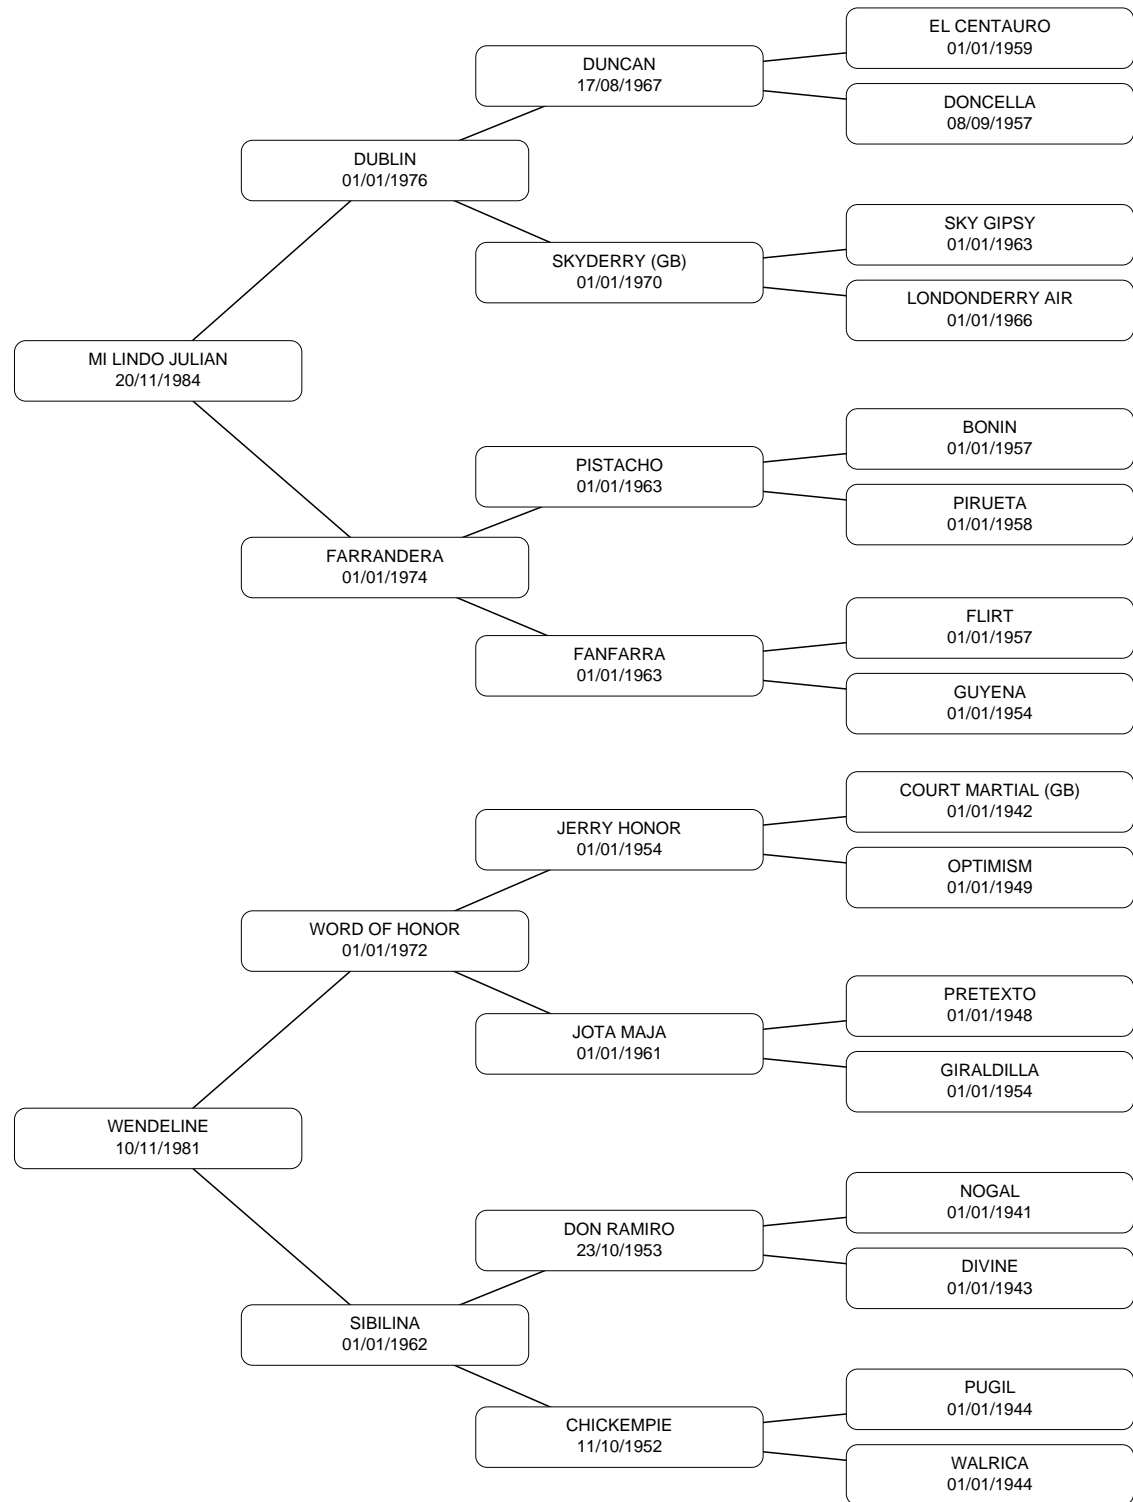 EL CENTAURO
01/01/1959
DUNCAN
17/08/1967
DONCELLA
08/09/1957
DUBLIN
01/01/1976
SKY GIPSY
01/01/1963
SKYDERRY (GB)
01/01/1970
LONDONDERRY AIR
01/01/1966
MI LINDO JULIAN
20/11/1984
BONIN
01/01/1957
PISTACHO
01/01/1963
PIRUETA
01/01/1958
FARRANDERA
01/01/1974
FLIRT
01/01/1957
FANFARRA
01/01/1963
GUYENA
01/01/1954
COURT MARTIAL (GB)
01/01/1942
JERRY HONOR
01/01/1954
OPTIMISM
01/01/1949
WORD OF HONOR
01/01/1972
PRETEXTO
01/01/1948
JOTA MAJA
01/01/1961
GIRALDILLA
01/01/1954
WENDELINE
10/11/1981
NOGAL
01/01/1941
DON RAMIRO
23/10/1953
DIVINE
01/01/1943
SIBILINA
01/01/1962
PUGIL
01/01/1944
CHICKEMPIE
11/10/1952
WALRICA
01/01/1944